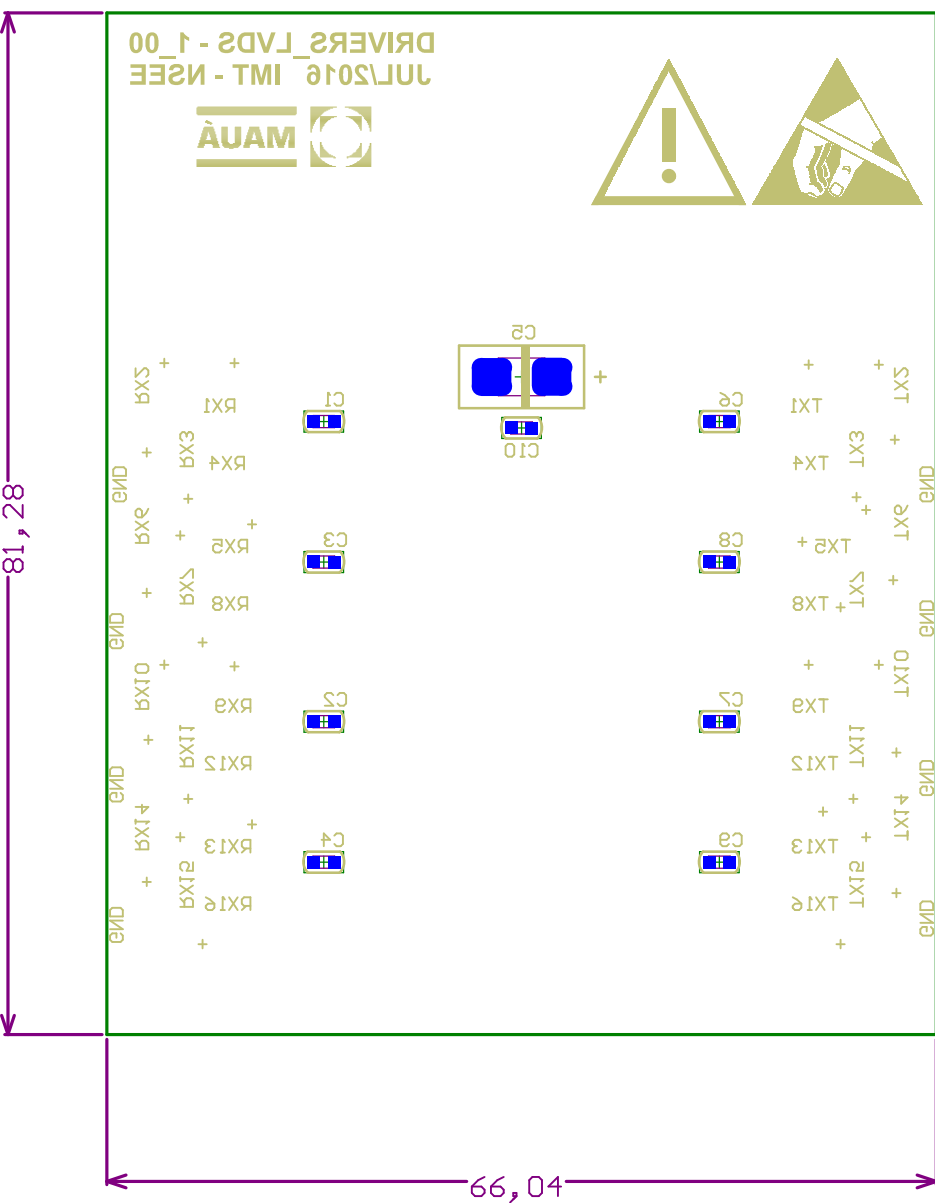 DRIVERS_LVDS - 1_00
JUL/2016 IMT - NSEE
MAUÁ
C5
RX2
TX2
RX1
C1
C6
TX1
C10
RX3
RX4
TX4
TX3
GND
GND
RX6
RX5
C3
C8
TX5
TX6
RX7
RX8
TX8
TX7
GND
GND
RX10
RX9
C2
C7
TX9
TX10
RX11
RX12
TX12
TX11
GND
GND
RX14
RX13
C4
C9
TX13
TX14
RX15
RX16
TX16
TX15
GND
GND
81,28
66,04